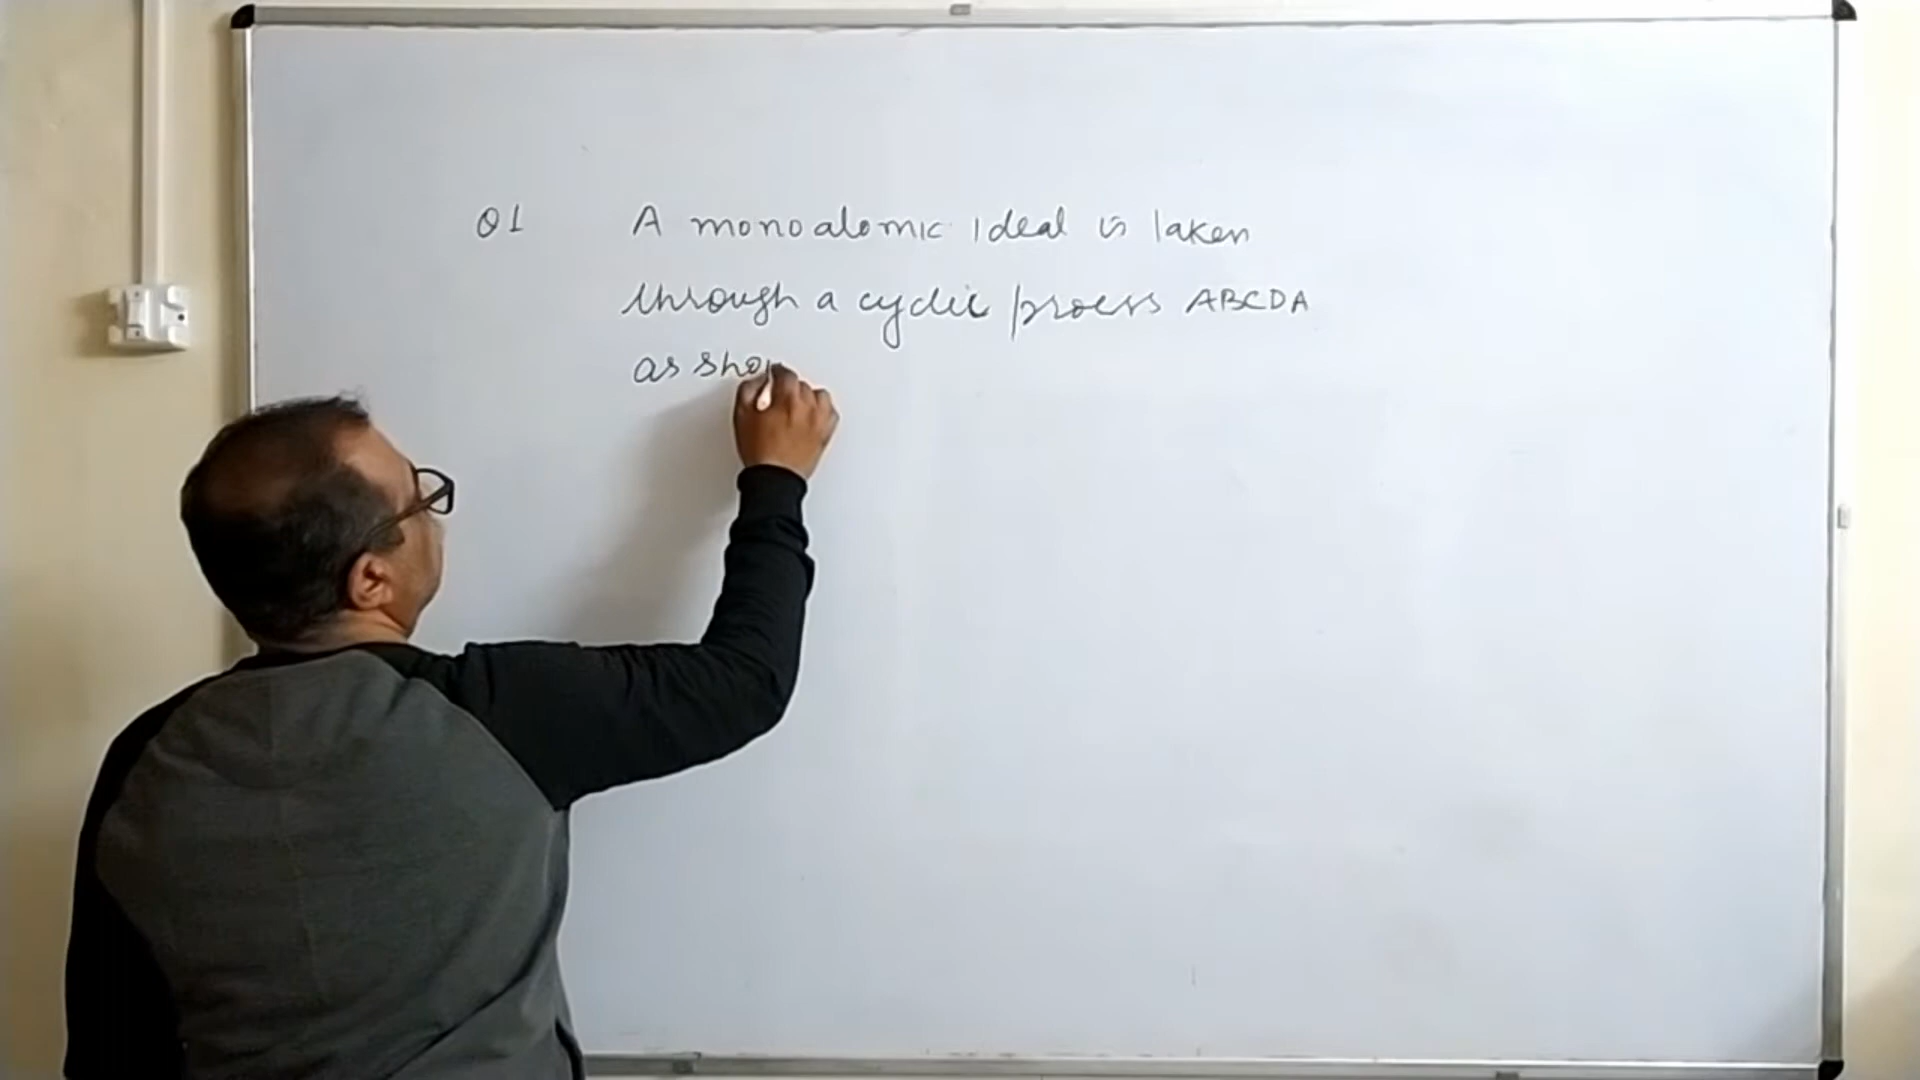 Q1 A monoatomic ideal is taken
through a cyclic process ABCDA
as sho